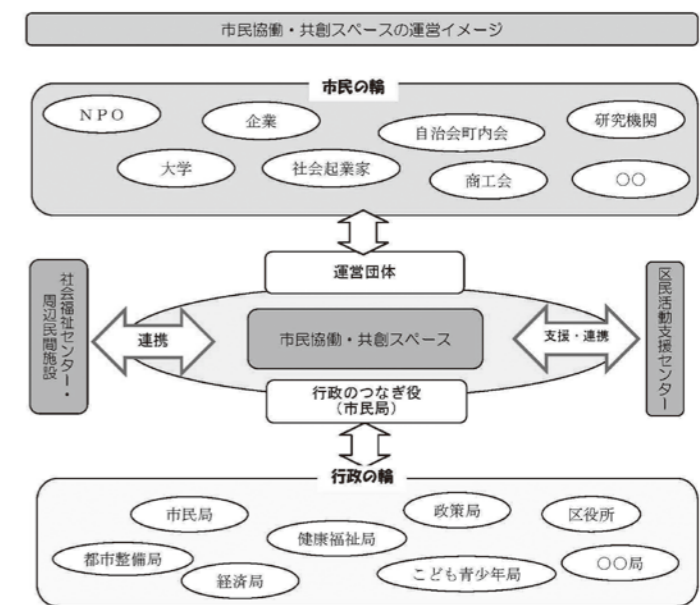 市民協働・共創スペースの運営イメージ
市民の輪
NPO
企業
自治会町内会
研究機関
大学
社会起業家
商工会
○○
運営団体
社会福祉センター・
周辺民間施設
連携
市民協働・共創スペース
支援・連携
区民活動支援センター
行政のつなぎ役
(市民局)
行政の輪
市民局
政策局
区役所
健康福祉局
都市整備局
経済局
こども青少年局
○○局